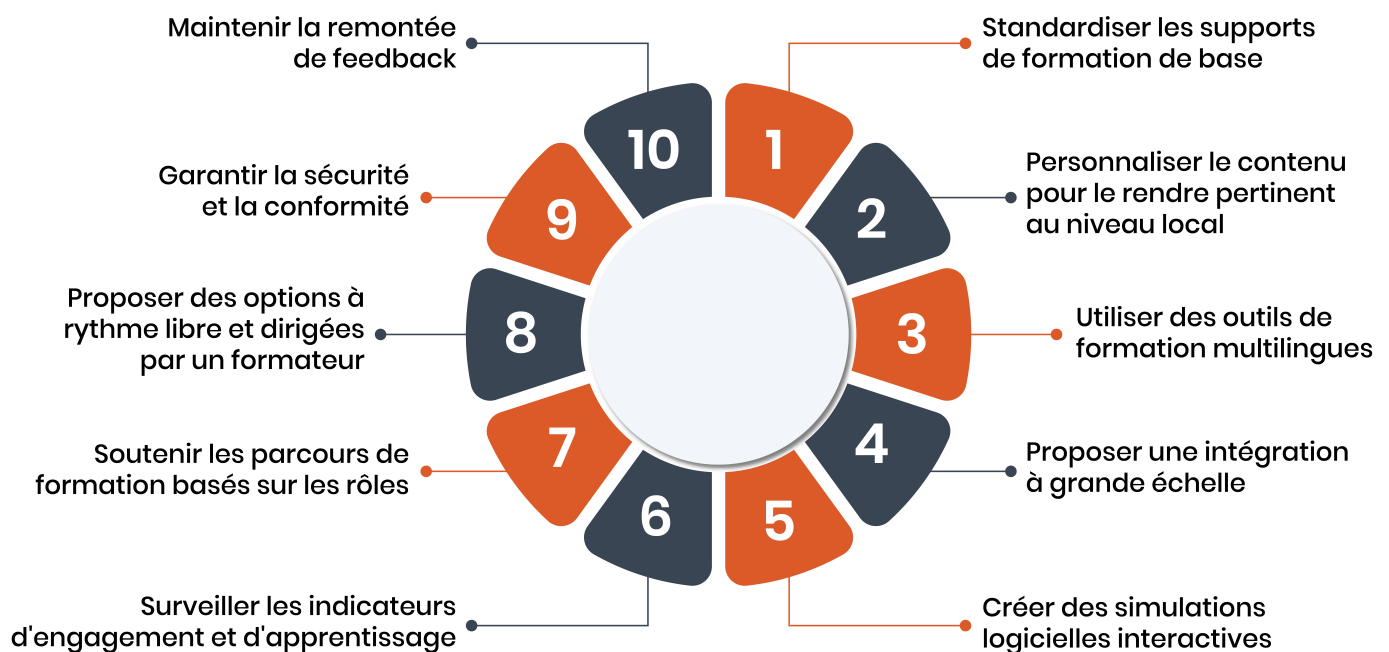 1
Standardiser les supports
de formation de base
2
Personnaliser le contenu
pour le rendre pertinent
au niveau local
3
Utiliser des outils de
formation multilingues
4
Proposer une intégration
à grande échelle
5
Créer des simulations
logicielles interactives
6
Surveiller les indicateurs
d'engagement et d'apprentissage
7
Soutenir les parcours de
formation basés sur les rôles
8
Proposer des options à
rythme libre et dirigées
par un formateur
9
Garantir la sécurité
et la conformité
10
Maintenir la remontée
de feedback